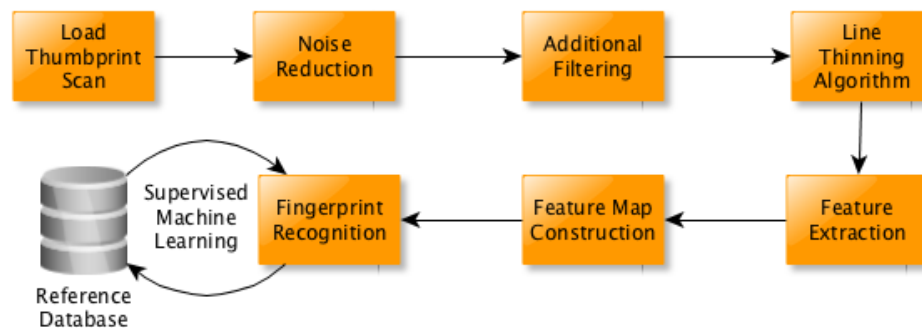 Load
Thumbprint
Scan
Noise
Reduction
Additional
Filtering
Line
Thinning
Algorithm
Feature
Extraction
Feature Map
Construction
Fingerprint
Recognition
Supervised
Machine
Learning
Reference
Database